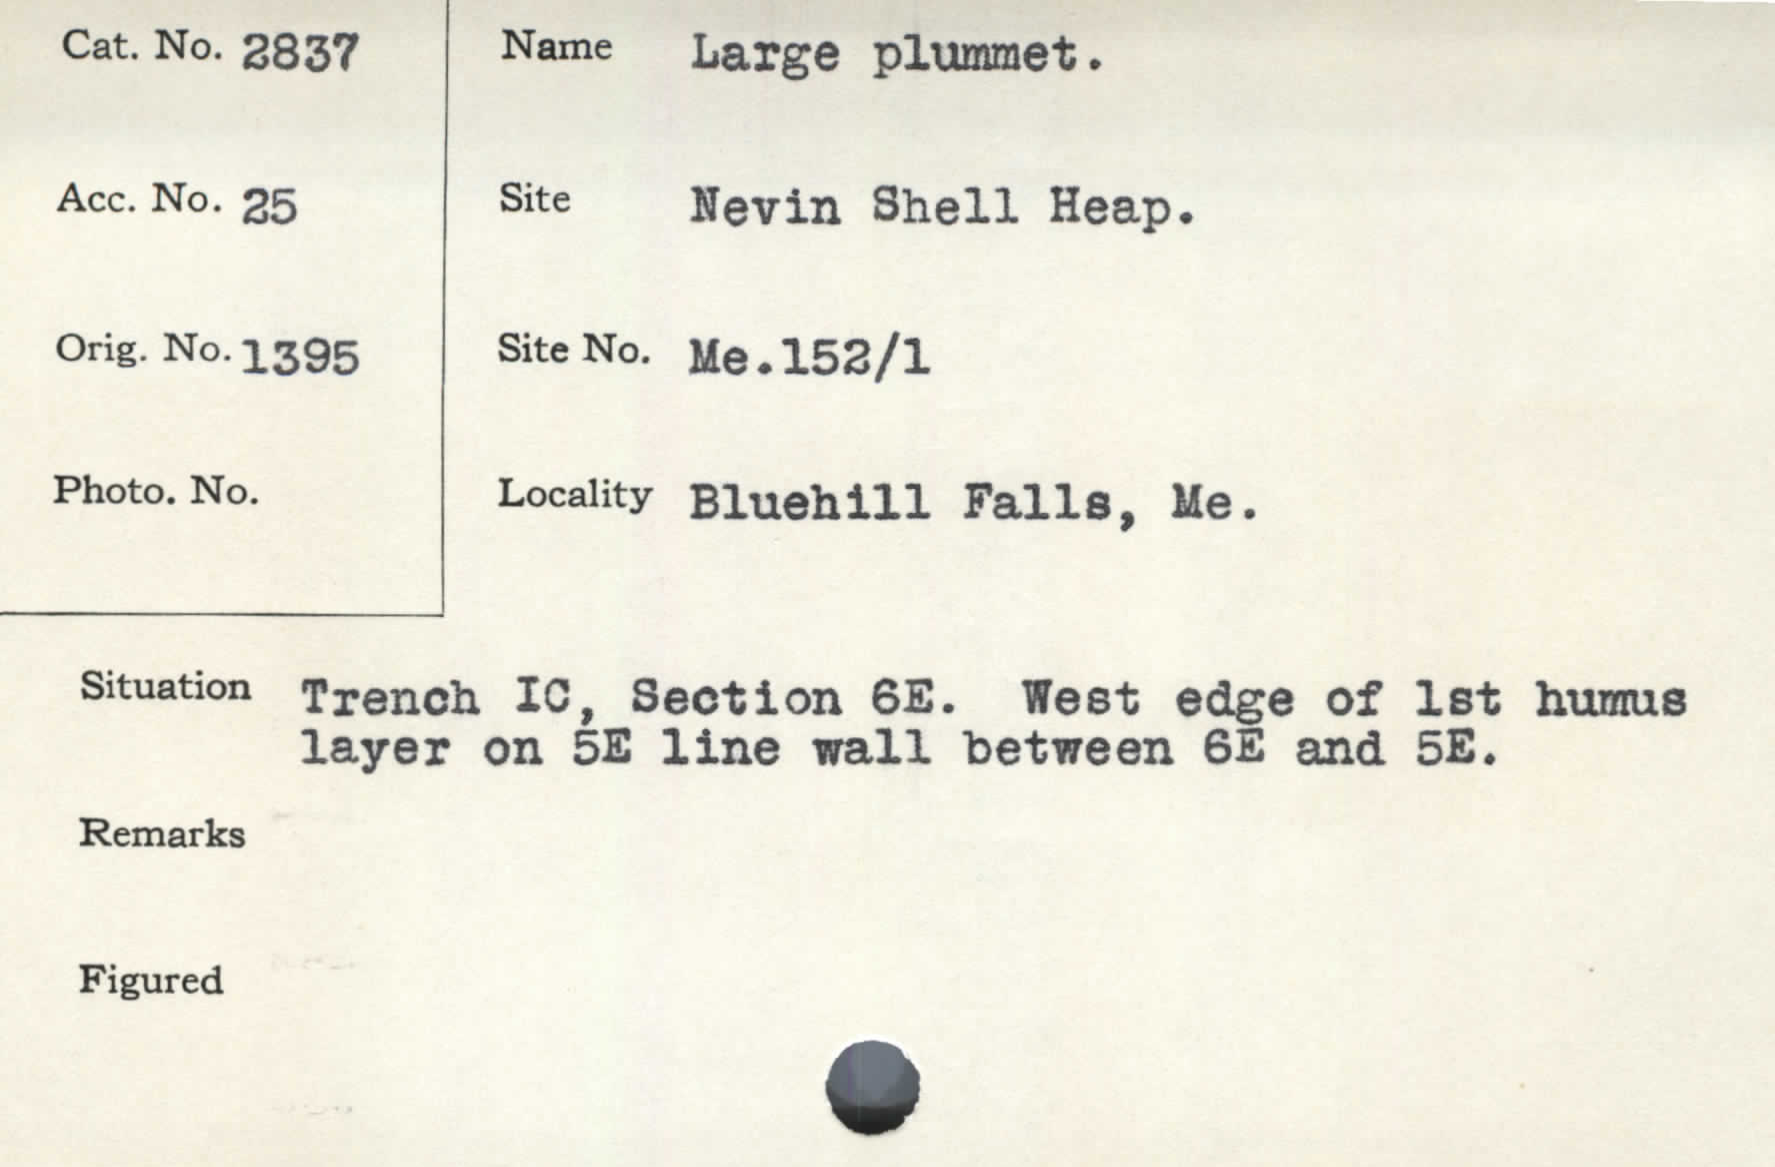 Cat. No. 2837
Name Large plummet.
Acc. No. 25
Site Nevin Shell Heap.
Orig. No. 1395
Site No. Me.152/1
Photo. No.
Locality Bluehill Falls, Me.
Situation Trench IC, Section 6E. West edge of 1st humus
layer on 5E line wall between 6E and 5E.
Remarks
Figured